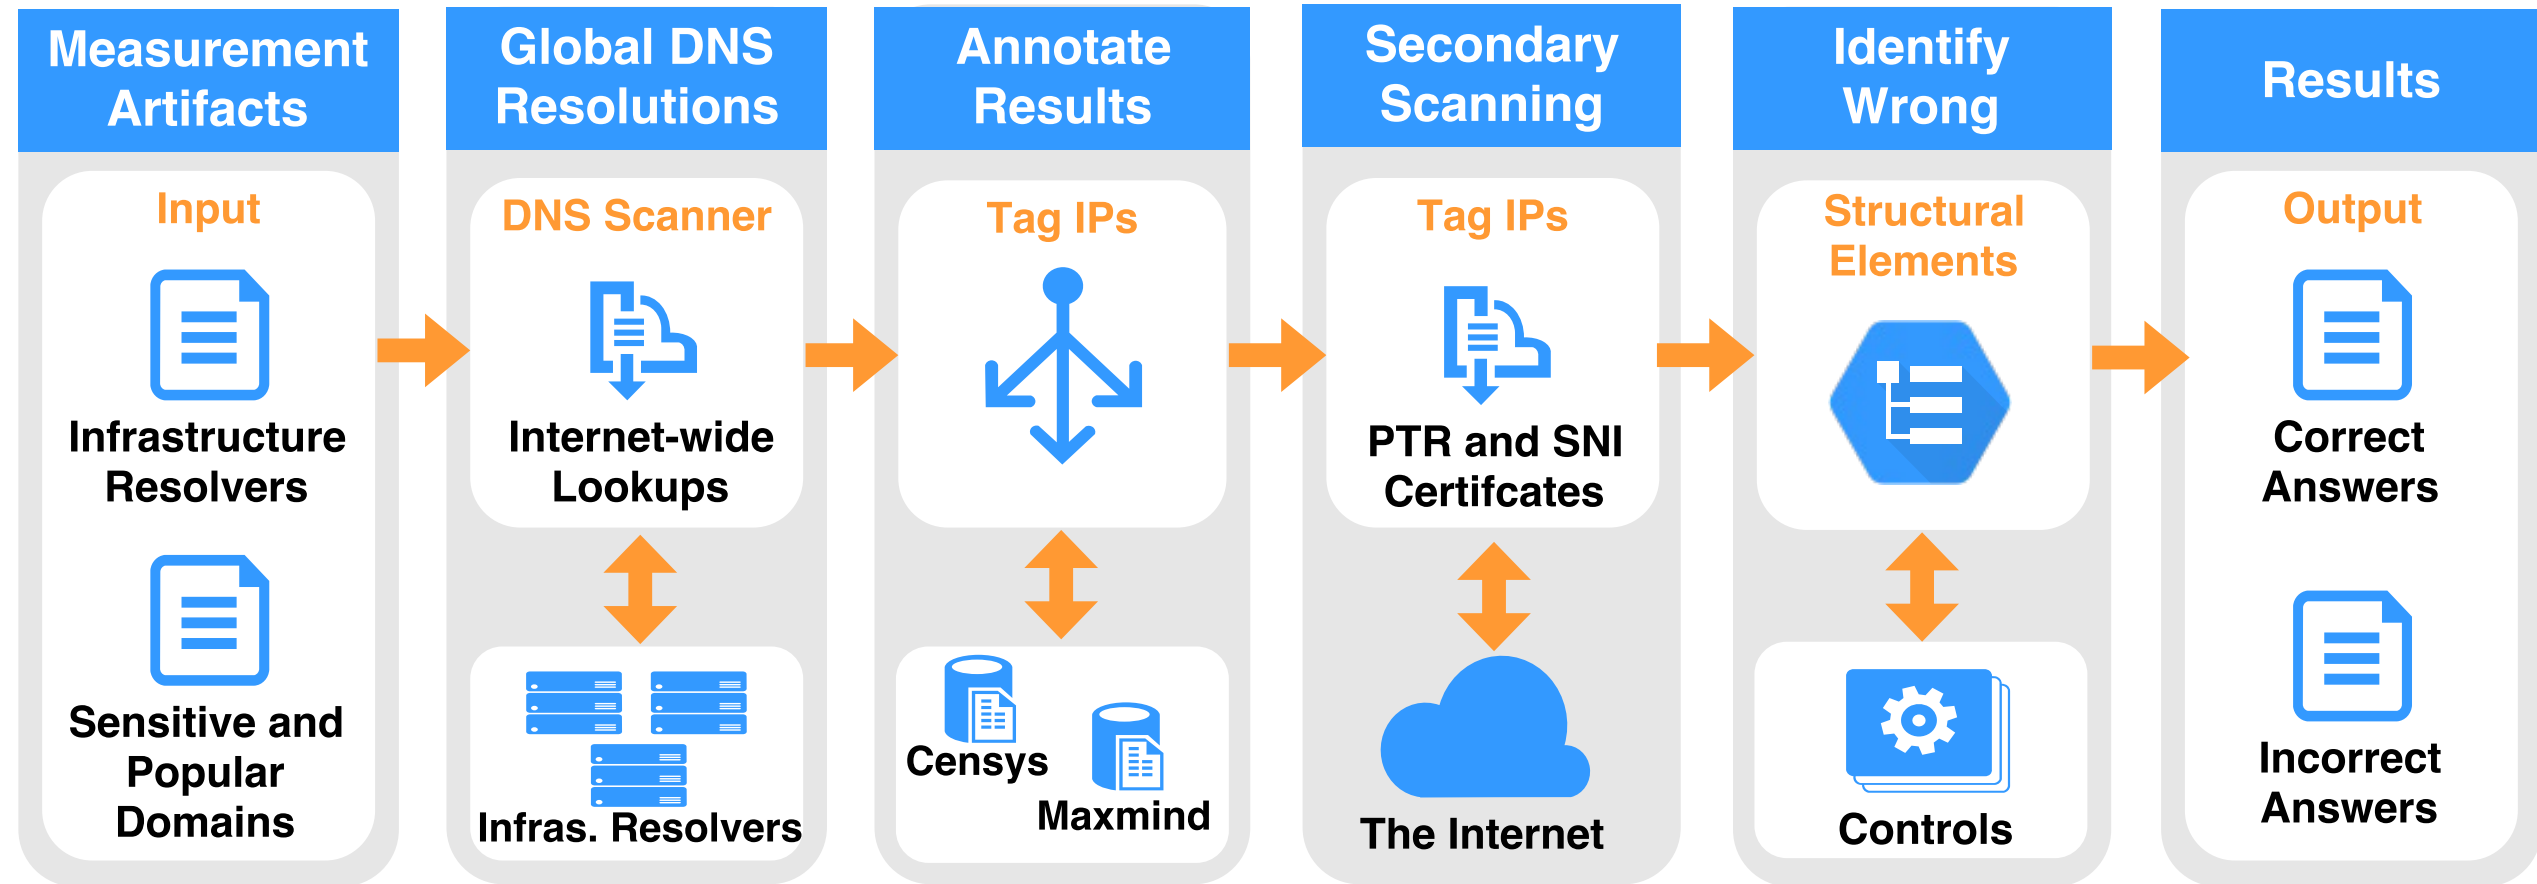 Measurement
Artifacts
Input
Infrastructure
Resolvers
Sensitive and
Popular
Domains
Global DNS
Resolutions
DNS Scanner
Internet-wide
Lookups
Infras. Resolvers
Annotate
Results
Tag IPs
Censys
Maxmind
Secondary
Scanning
Tag IPs
PTR and SNI
Certifcates
The Internet
Identify
Wrong
Structural
Elements
Controls
Results
Output
Correct
Answers
Incorrect
Answers